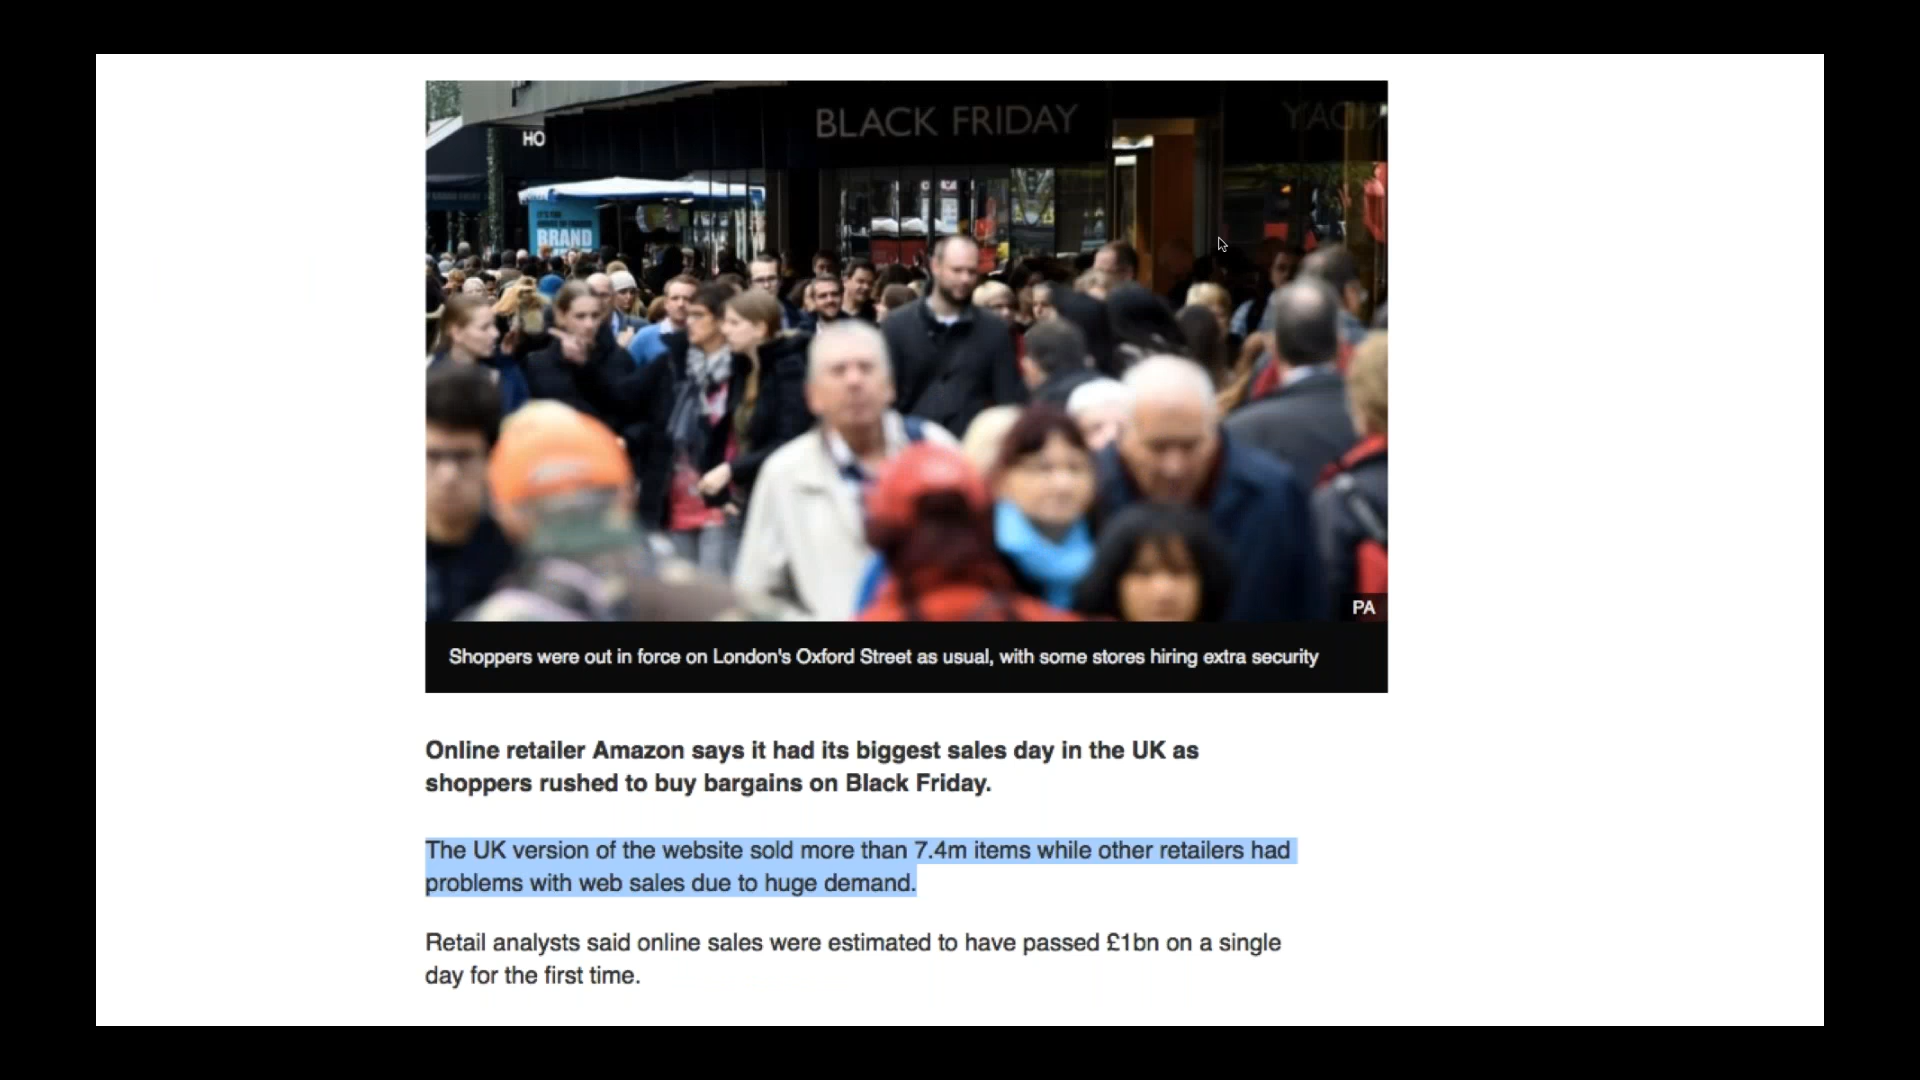 BLACK FRIDAY
HO
BRAND
PA
Shoppers were out in force on London's Oxford Street as usual, with some stores hiring extra security
Online retailer Amazon says it had its biggest sales day in the UK as
shoppers rushed to buy bargains on Black Friday.
The UK version of the website sold more than 7.4m items while other retailers had
problems with web sales due to huge demand.
Retail analysts said online sales were estimated to have passed £1bn on a single
day for the first time.